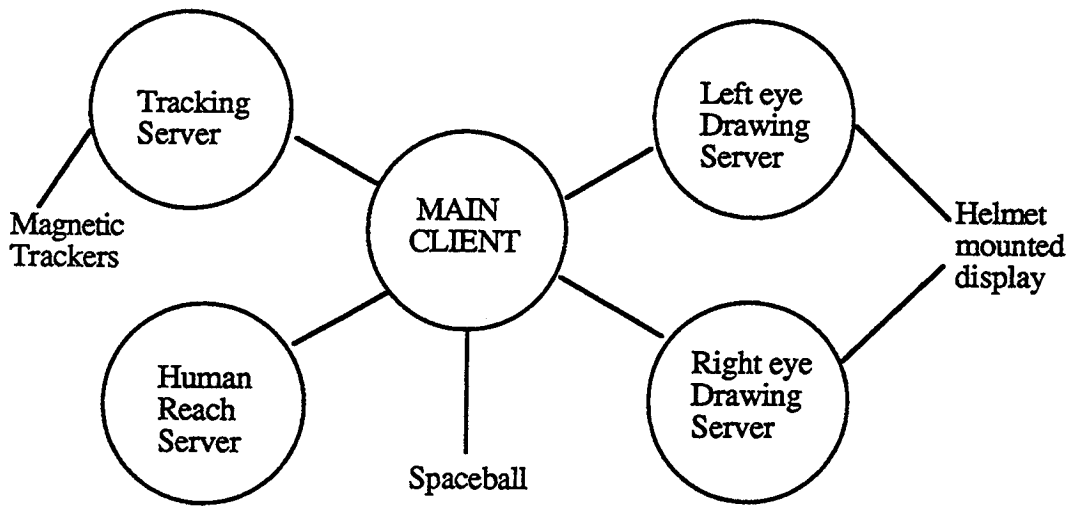 Tracking
Server
Left eye
Drawing
Server
Magnetic
Trackers
MAIN
CLIENT
Helmet
mounted
display
Human
Reach
Server
Right eye
Drawing
Server
Spaceball